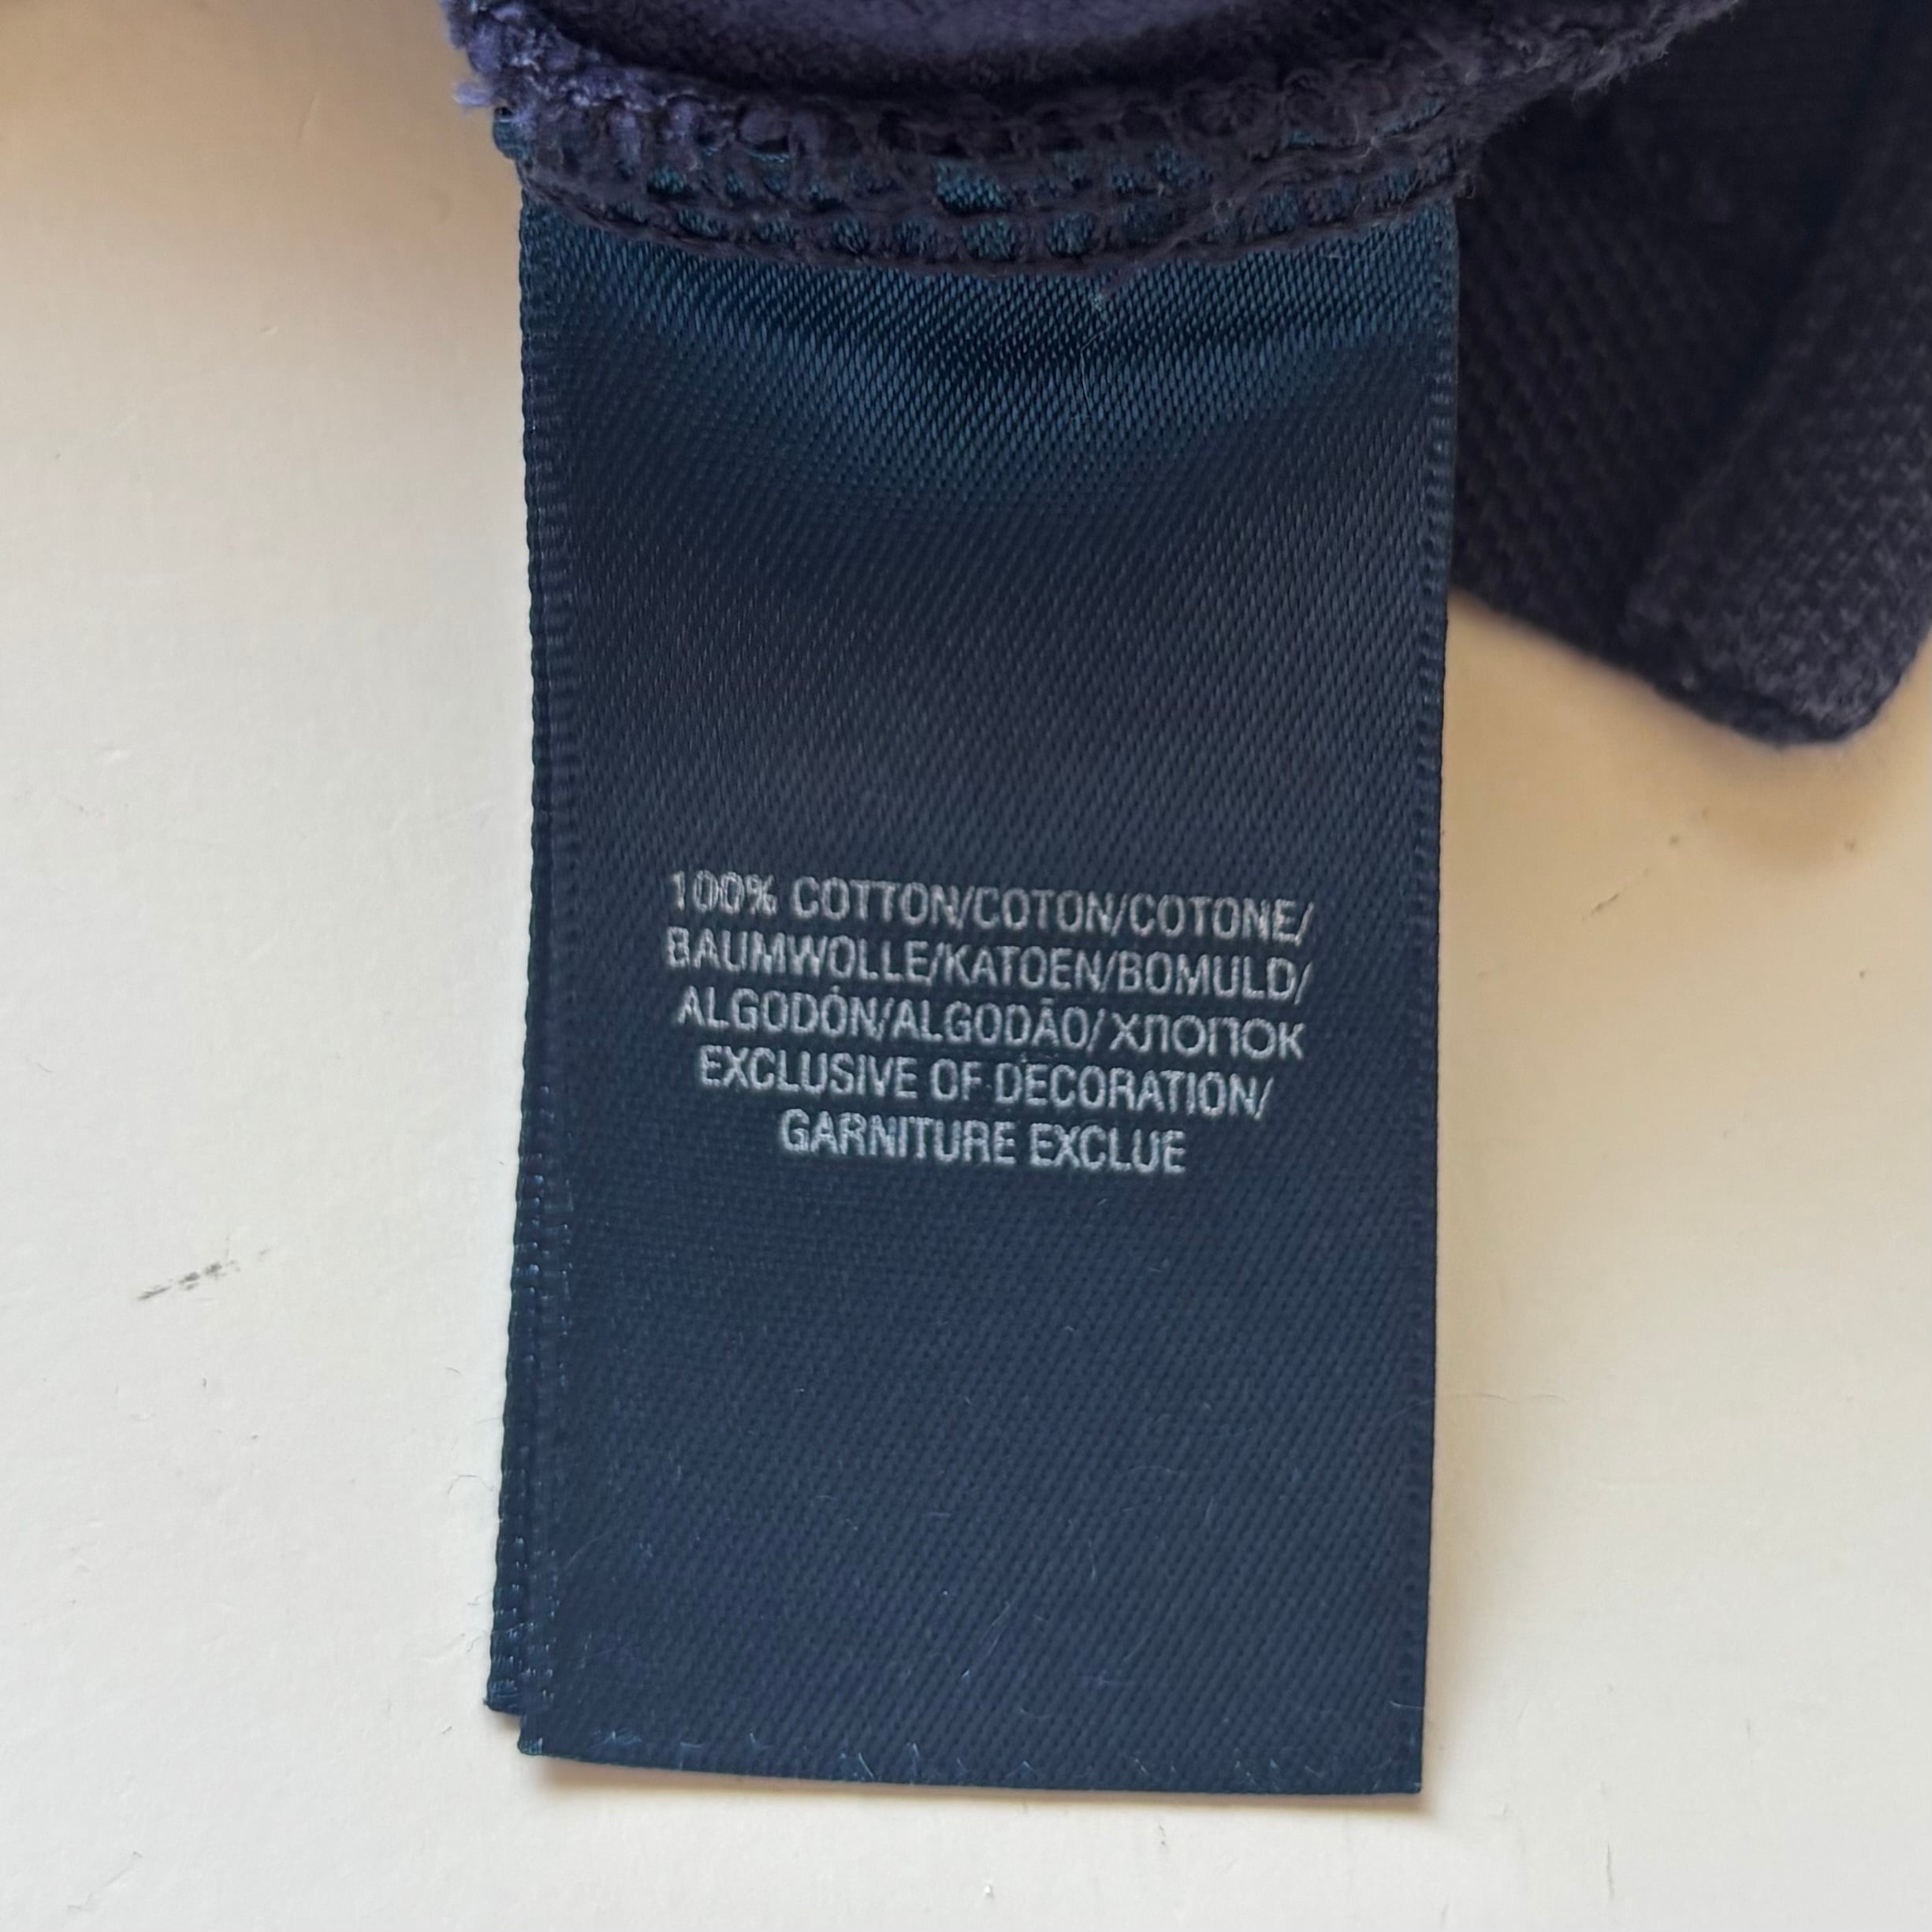 100% COTTON/COTON/COTONE/
BAUMWOLLE/KATOEN/BOMULD/
ALGODÓN/ALGODÃO/ХЛОПОК
EXCLUSIVE OF DECORATION/
GARNITURE EXCLUE